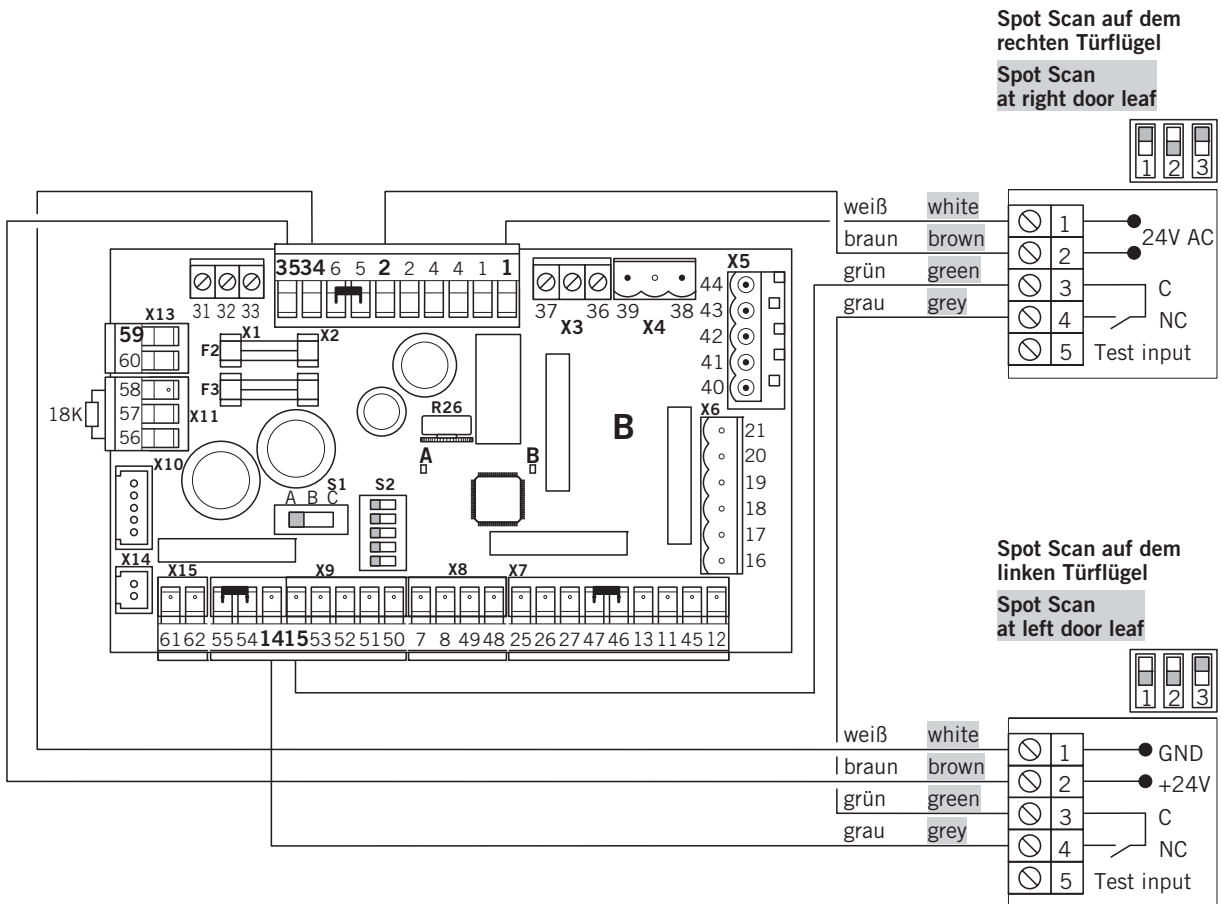 Spot Scan auf dem
rechten Türflügel
Spot Scan
at right door leaf
1 2 3
weiß white
braun brown
grün green
grau grey
1
2
3
4
5
24V AC
C
NC
Test input
35 34 6 5 2 2 4 4 1 1
31 32 33
X13
59
60
58
57
56
18K
X11
X1
X2
F2
F3
37 36 39 38
X3 X4
X5
44
43
42
41
40
X6
21
20
19
18
17
16
R26
A
B
B
X10
S1
A B C
S2
X14
X15 X9 X8 X7
61 62 55 54 14 15 53 52 51 50 7 8 49 48 25 26 27 47 46 13 11 45 12
Spot Scan auf dem
linken Türflügel
Spot Scan
at left door leaf
1 2 3
weiß white
braun brown
grün green
grau grey
1
2
3
4
5
GND
+24V
C
NC
Test input